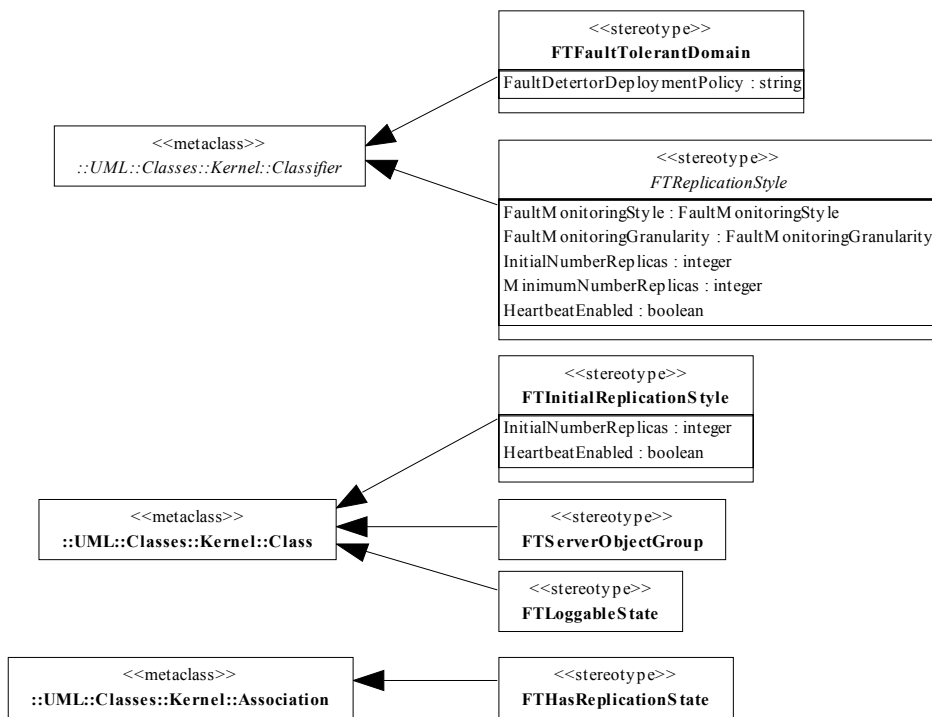 <<stereotype>>
FTFaultTolerantDomain
FaultDetertorDeploymentPolicy : string
<<metaclass>>
::UML::Classes::Kernel::Classifier
<<stereotype>>
FTReplicationStyle
FaultMonitoringStyle : FaultMonitoringStyle
FaultMonitoringGranularity : FaultMonitoringGranularity
InitialNumberReplicas : integer
MinimumNumberReplicas : integer
HeartbeatEnabled : boolean
<<stereotype>>
FTInitialReplicationStyle
InitialNumberReplicas : integer
HeartbeatEnabled : boolean
<<metaclass>>
::UML::Classes::Kernel::Class
<<stereotype>>
FTServerObjectGroup
<<stereotype>>
FTLoggableState
<<metaclass>>
::UML::Classes::Kernel::Association
<<stereotype>>
FTHasReplicationState